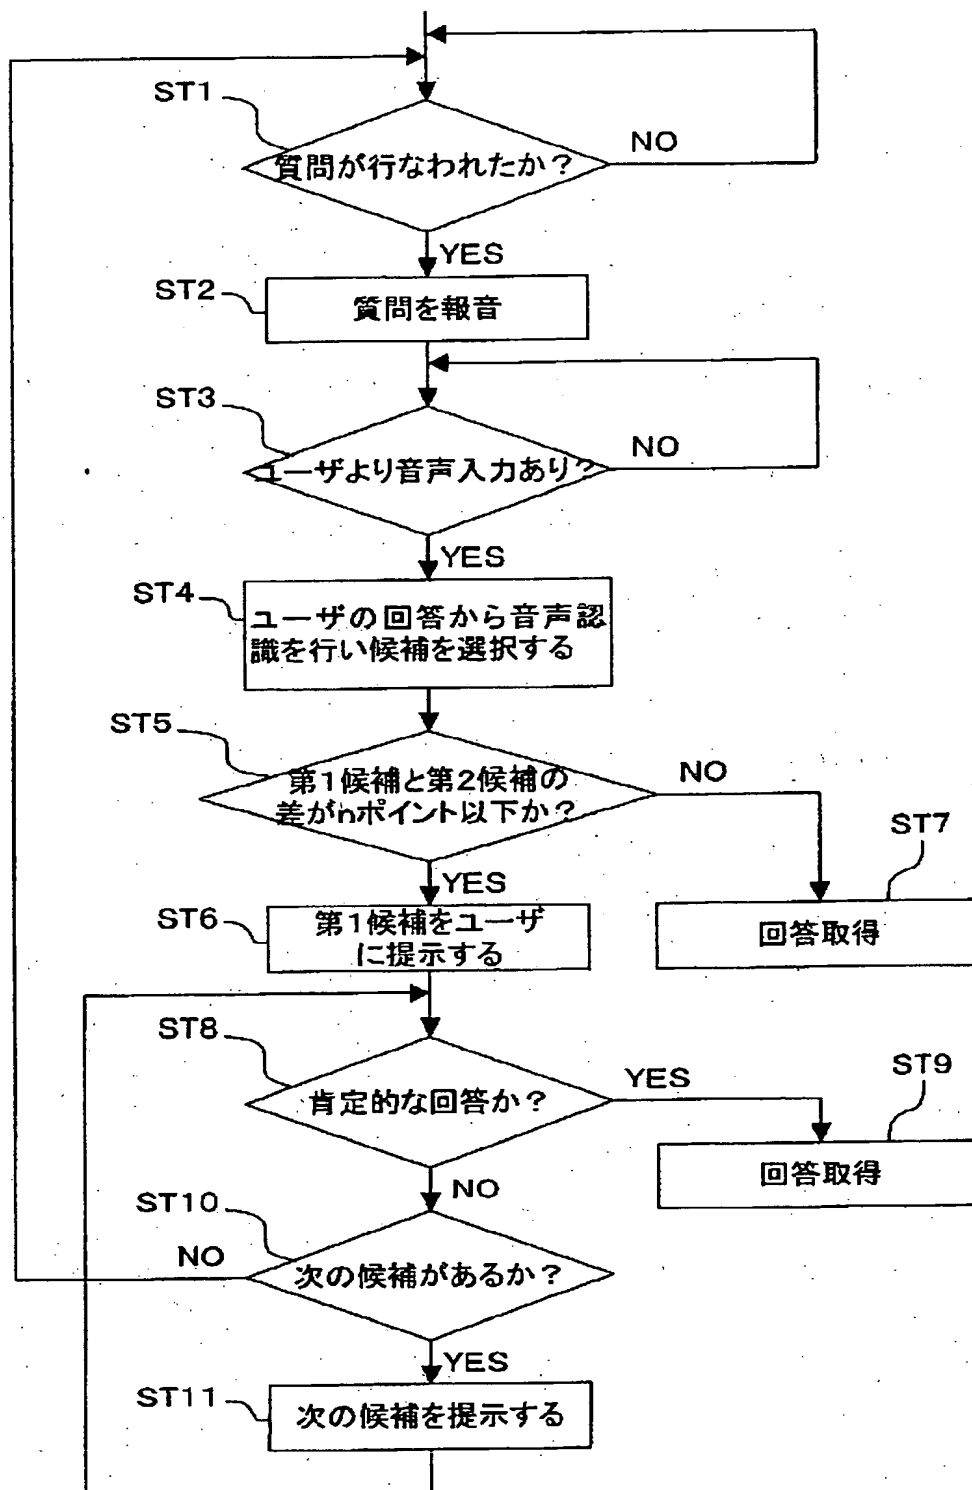 ST1
質問が行なわれたか？
NO
YES
ST2
質問を報音
ST3
ユーザより音声入力あり？
NO
YES
ST4
ユーザの回答から音声認
識を行い候補を選択する
ST5
第1候補と第2候補の
差がnポイント以下か？
NO
YES
ST7
回答取得
ST6
第1候補をユーザ
に提示する
ST8
肯定的な回答か？
YES
ST9
回答取得
NO
ST10
次の候補があるか？
NO
YES
ST11
次の候補を提示する